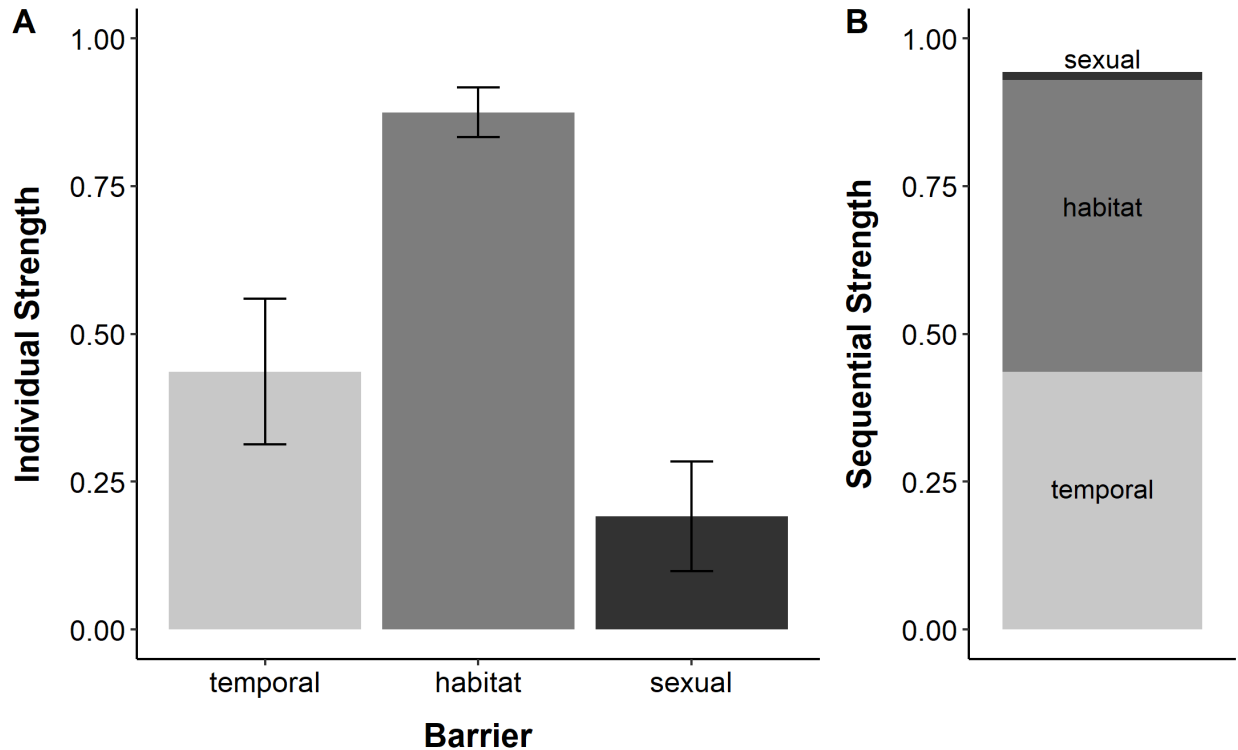 A
Individual Strength
1.00
0.75
0.50
0.25
0.00
temporal habitat sexual
Barrier
B
Sequential Strength
1.00
0.75
0.50
0.25
0.00
sexual
habitat
temporal